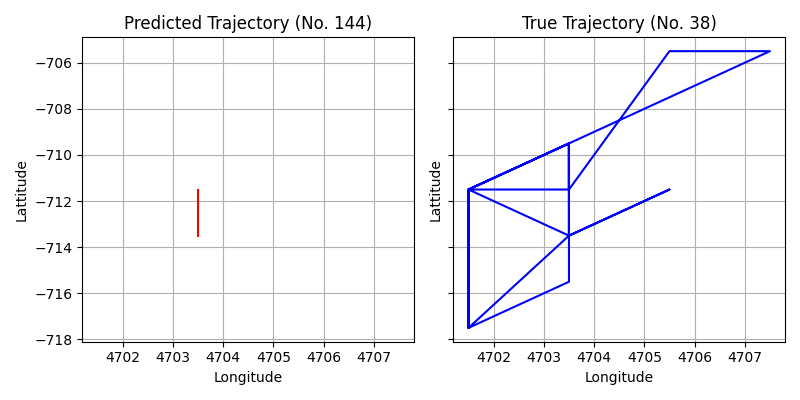 Predicted Trajectory (No. 144)
True Trajectory (No. 38)
−706
−708
−710
−712
−714
−716
−718
Lattitude
Lattitude
4702 4703 4704 4705 4706 4707
4702 4703 4704 4705 4706 4707
Longitude
Longitude